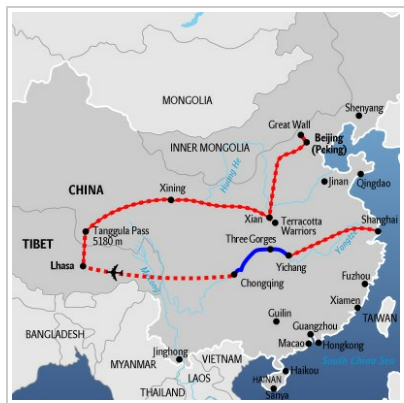 MONGOLIA
Shenyang
Great Wall
Beijing
(Peking)
INNER MONGOLIA
Huang He
Jinan
Qingdao
CHINA
Xining
Xian
Terracotta
Warriors
Shanghai
Tanggula Pass
5180 m
TIBET
Three Gorges
Yangtze
Lhasa
Mekong
Yichang
Chongqing
Fuzhou
Xiamen
TAIWAN
Guilin
Guangzhou
BANGLADESH
Macao
Hongkong
MYANMAR
Jinghong
VIETNAM
South China Sea
LAOS
Haikou
HAINAN
THAILAND
Sanya